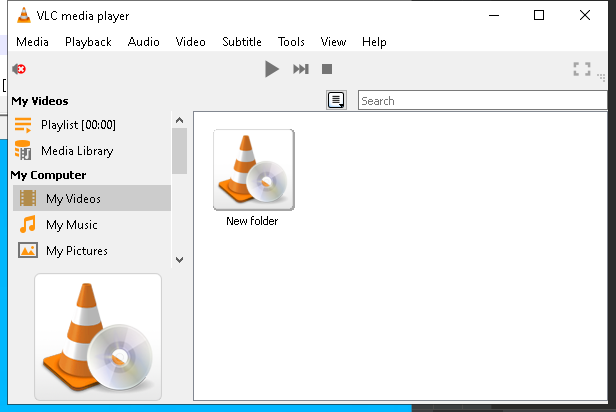 VLC media player
Media Playback Audio Video Subtitle Tools View Help
My Videos
Search
Playlist [00:00]
Media Library
My Computer
My Videos
My Music
My Pictures
New folder